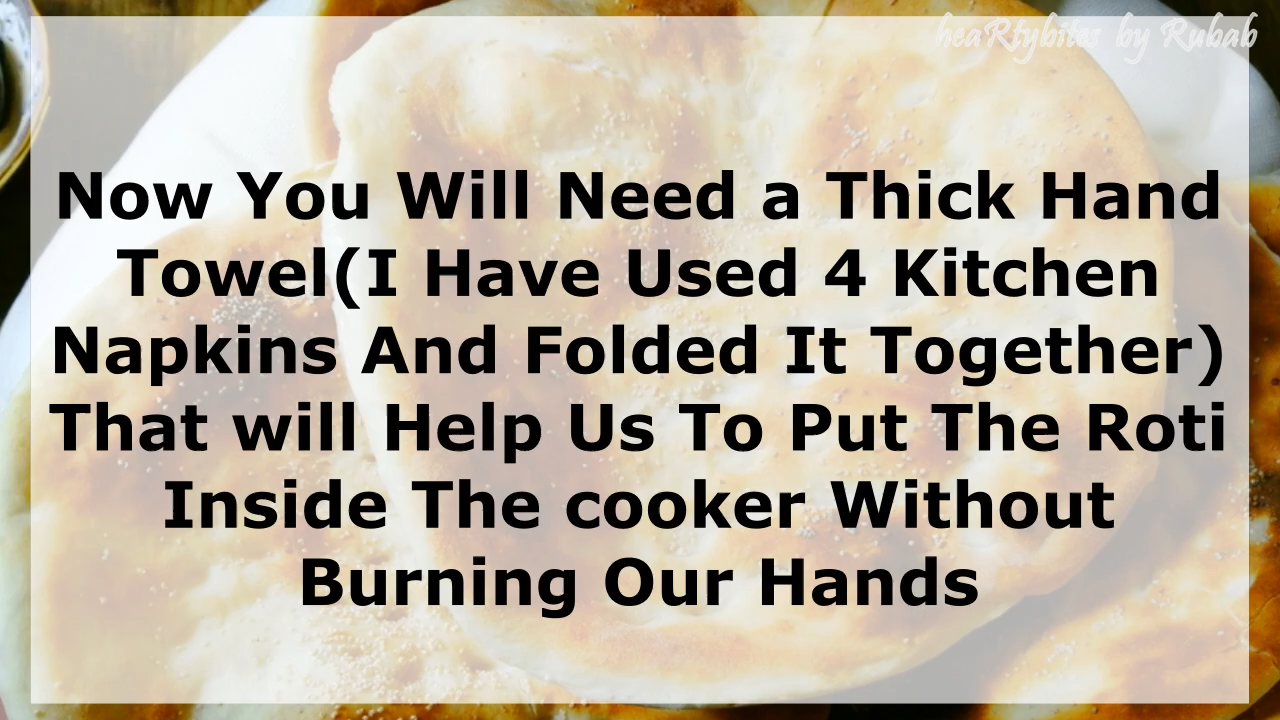 heaRtybites by Rubab
Now You Will Need a Thick Hand
Towel(I Have Used 4 Kitchen
Napkins And Folded It Together)
That will Help Us To Put The Roti
Inside The cooker Without
Burning Our Hands